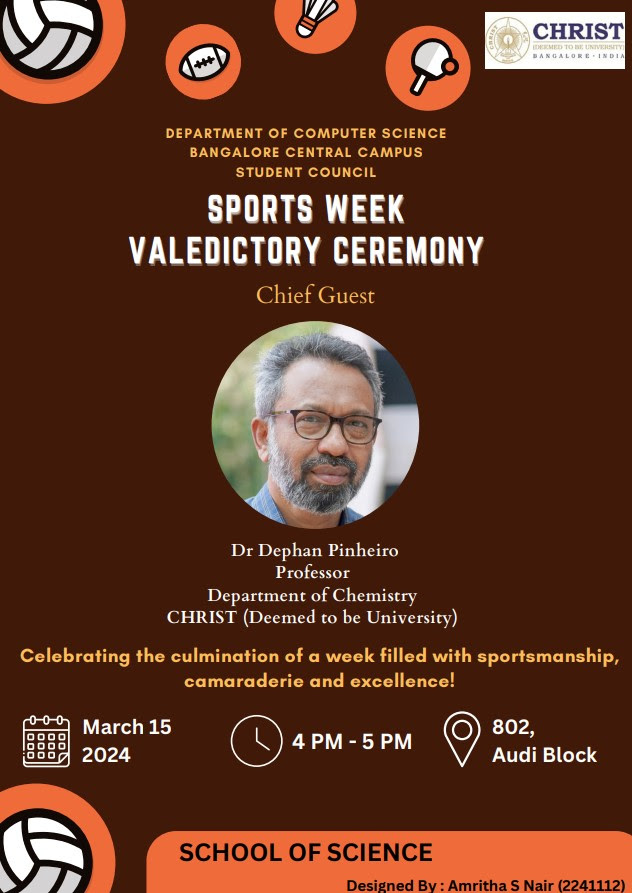 CHRIST
(DEEMED TO BE UNIVERSITY)
BANGALORE · INDIA
DEPARTMENT OF COMPUTER SCIENCE
BANGALORE CENTRAL CAMPUS
STUDENT COUNCIL
SPORTS WEEK
VALEDICTORY CEREMONY
Chief Guest
Dr Dephan Pinheiro
Professor
Department of Chemistry
CHRIST (Deemed to be University)
Celebrating the culmination of a week filled with sportsmanship,
camaraderie and excellence!
March 15
2024
4 PM - 5 PM
802,
Audi Block
SCHOOL OF SCIENCE
Designed By : Amritha S Nair (2241112)